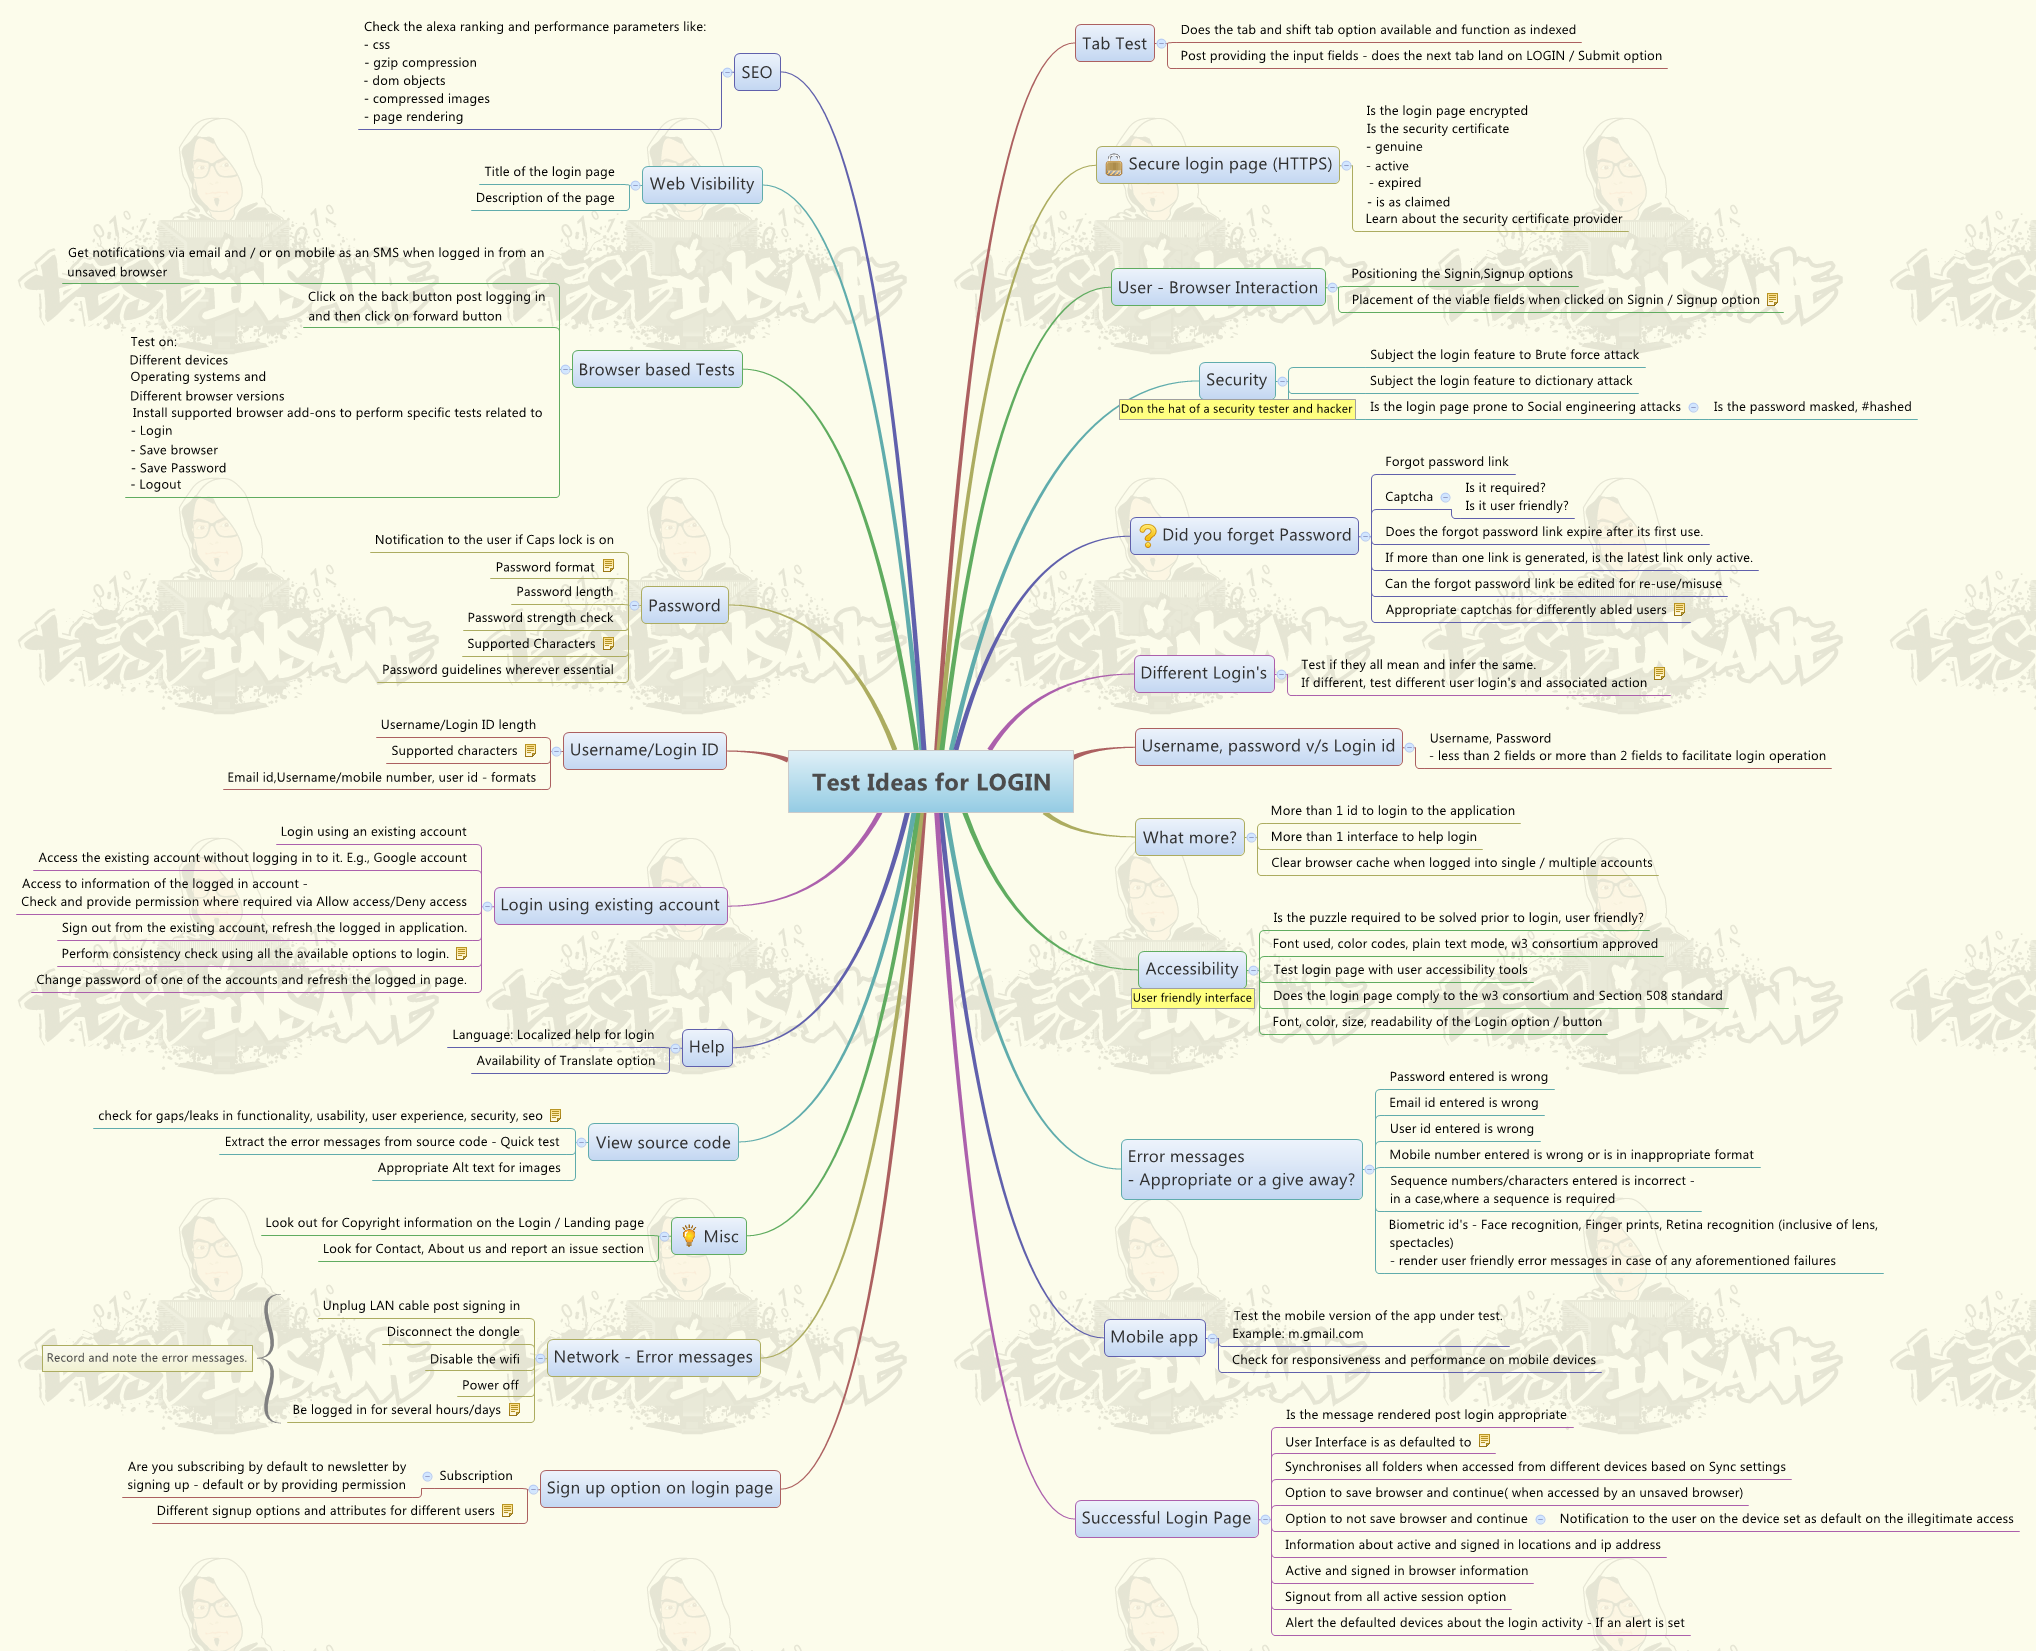 Test Ideas for LOGIN
Tab Test
Does the tab and shift tab option available and function as indexed
Post providing the input fields - does the next tab land on LOGIN / Submit option
Secure login page (HTTPS)
Is the login page encrypted
Is the security certificate
- genuine
- active
- expired
- is as claimed
Learn about the security certificate provider
User - Browser Interaction
Positioning the Signin,Signup options
Placement of the viable fields when clicked on Signin / Signup option
Security
Don the hat of a security tester and hacker
Subject the login feature to Brute force attack
Subject the login feature to dictionary attack
Is the login page prone to Social engineering attacks
Is the password masked, #hashed
Did you forget Password
Forgot password link
Captcha
Is it required?
Is it user friendly?
Does the forgot password link expire after its first use.
If more than one link is generated, is the latest link only active.
Can the forgot password link be edited for re-use/misuse
Appropriate captchas for differently abled users
Different Login's
Test if they all mean and infer the same.
If different, test different user login's and associated action
Username, password v/s Login id
Username, Password
- less than 2 fields or more than 2 fields to facilitate login operation
What more?
More than 1 id to login to the application
More than 1 interface to help login
Clear browser cache when logged into single / multiple accounts
Accessibility
User friendly interface
Is the puzzle required to be solved prior to login, user friendly?
Font used, color codes, plain text mode, w3 consortium approved
Test login page with user accessibility tools
Does the login page comply to the w3 consortium and Section 508 standard
Font, color, size, readability of the Login option / button
Error messages
- Appropriate or a give away?
Password entered is wrong
Email id entered is wrong
User id entered is wrong
Mobile number entered is wrong or is in inappropriate format
Sequence numbers/characters entered is incorrect -
in a case,where a sequence is required
Biometric id's - Face recognition, Finger prints, Retina recognition (inclusive of lens,
spectacles)
- render user friendly error messages in case of any aforementioned failures
Mobile app
Test the mobile version of the app under test.
Example: m.gmail.com
Check for responsiveness and performance on mobile devices
Successful Login Page
Is the message rendered post login appropriate
User Interface is as defaulted to
Synchronises all folders when accessed from different devices based on Sync settings
Option to save browser and continue( when accessed by an unsaved browser)
Option to not save browser and continue
Notification to the user on the device set as default on the illegitimate access
Information about active and signed in locations and ip address
Active and signed in browser information
Signout from all active session option
Alert the defaulted devices about the login activity - If an alert is set
SEO
Check the alexa ranking and performance parameters like:
- css
- gzip compression
- dom objects
- compressed images
- page rendering
Web Visibility
Title of the login page
Description of the page
Browser based Tests
Get notifications via email and / or on mobile as an SMS when logged in from an
unsaved browser
Click on the back button post logging in
and then click on forward button
Test on:
Different devices
Operating systems and
Different browser versions
Install supported browser add-ons to perform specific tests related to
- Login
- Save browser
- Save Password
- Logout
Password
Notification to the user if Caps lock is on
Password format
Password length
Password strength check
Supported Characters
Password guidelines wherever essential
Username/Login ID
Username/Login ID length
Supported characters
Email id,Username/mobile number, user id - formats
Login using existing account
Login using an existing account
Access the existing account without logging in to it. E.g., Google account
Access to information of the logged in account -
Check and provide permission where required via Allow access/Deny access
Sign out from the existing account, refresh the logged in application.
Perform consistency check using all the available options to login.
Change password of one of the accounts and refresh the logged in page.
Help
Language: Localized help for login
Availability of Translate option
View source code
check for gaps/leaks in functionality, usability, user experience, security, seo
Extract the error messages from source code - Quick test
Appropriate Alt text for images
Misc
Look out for Copyright information on the Login / Landing page
Look for Contact, About us and report an issue section
Network - Error messages
Unplug LAN cable post signing in
Disconnect the dongle
Disable the wifi
Power off
Be logged in for several hours/days
Record and note the error messages.
Sign up option on login page
Subscription
Are you subscribing by default to newsletter by
signing up - default or by providing permission
Different signup options and attributes for different users